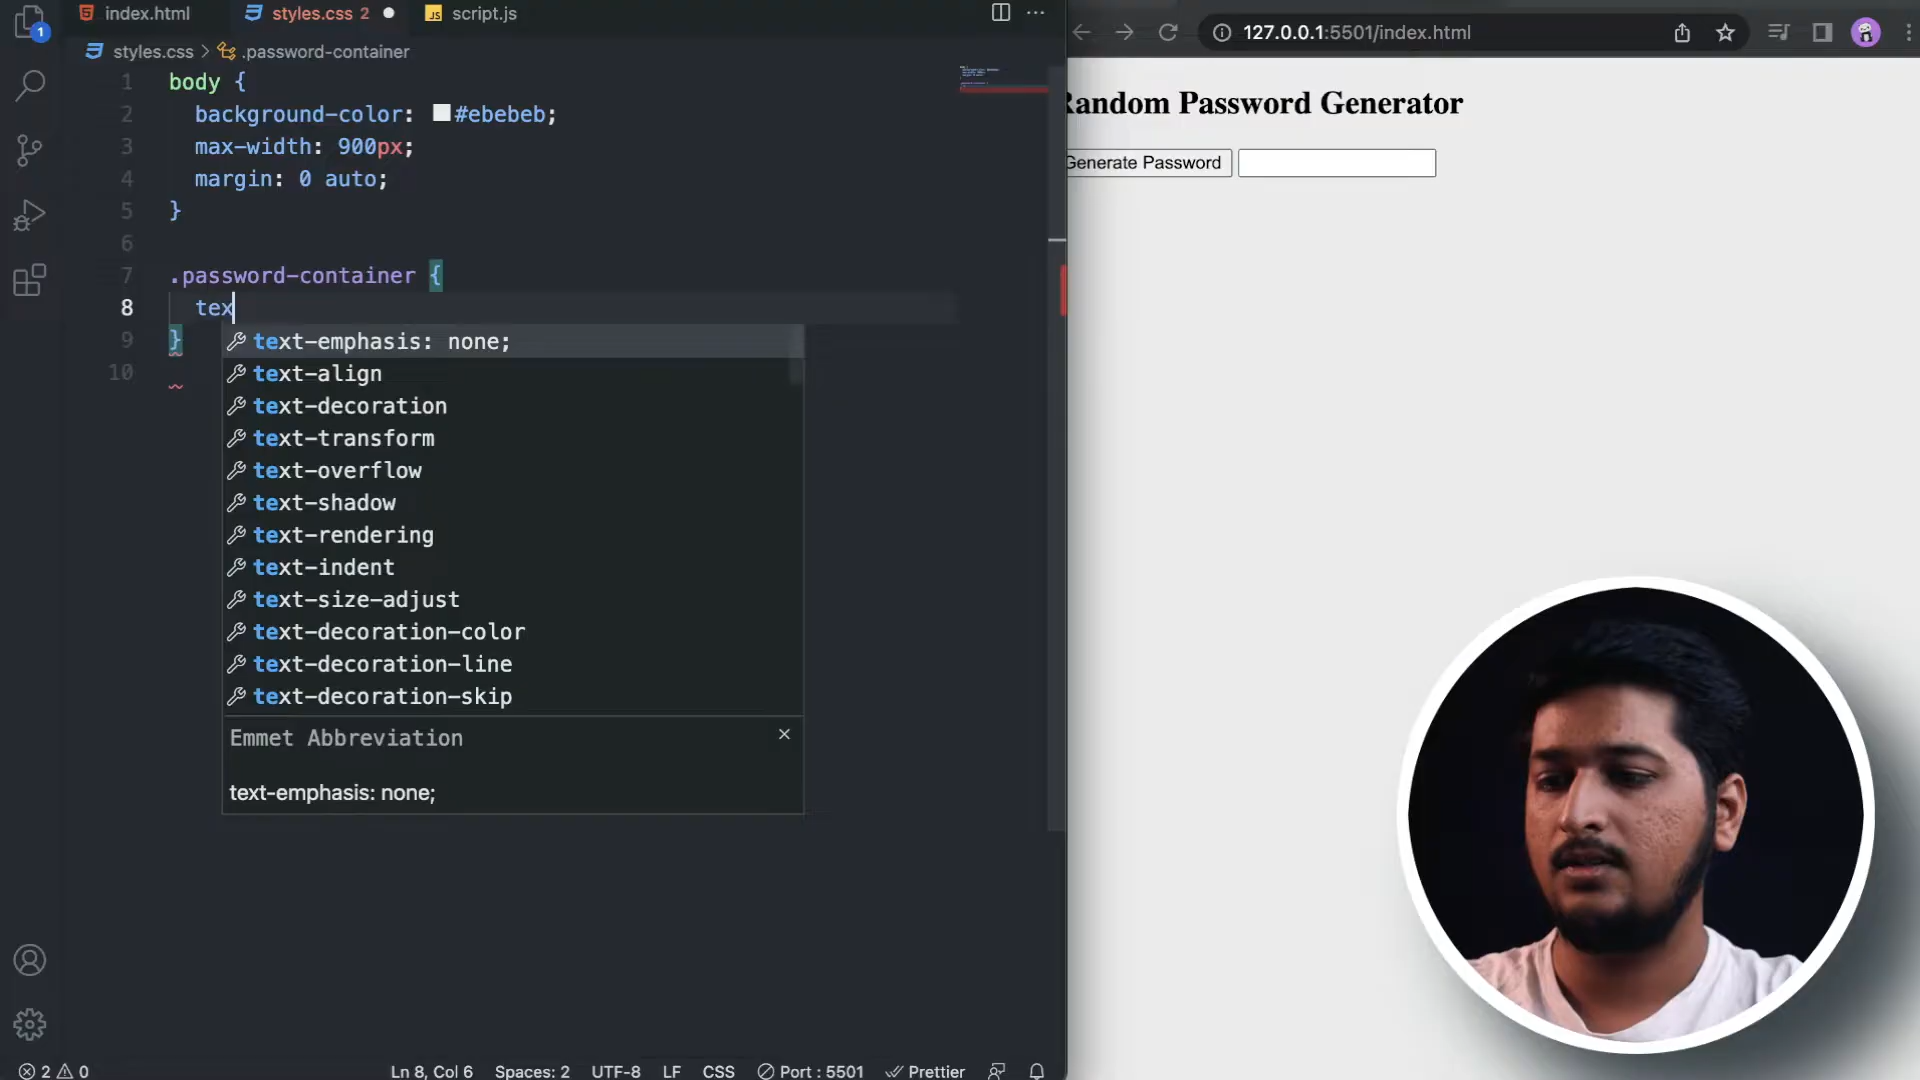 index.html
styles.css 2
script.js
styles.css > .password-container
1 body {
2 background-color: #ebebeb;
3 max-width: 900px;
4 margin: 0 auto;
5 }
6
7 .password-container {
8 tex
9 }
10
text-emphasis: none;
text-align
text-decoration
text-transform
text-overflow
text-shadow
text-rendering
text-indent
text-size-adjust
text-decoration-color
text-decoration-line
text-decoration-skip
Emmet Abbreviation
text-emphasis: none;
1
2 0
Ln 8, Col 6
Spaces: 2
UTF-8
LF
CSS
Port : 5501
Prettier
127.0.0.1:5501/index.html
Random Password Generator
Generate Password